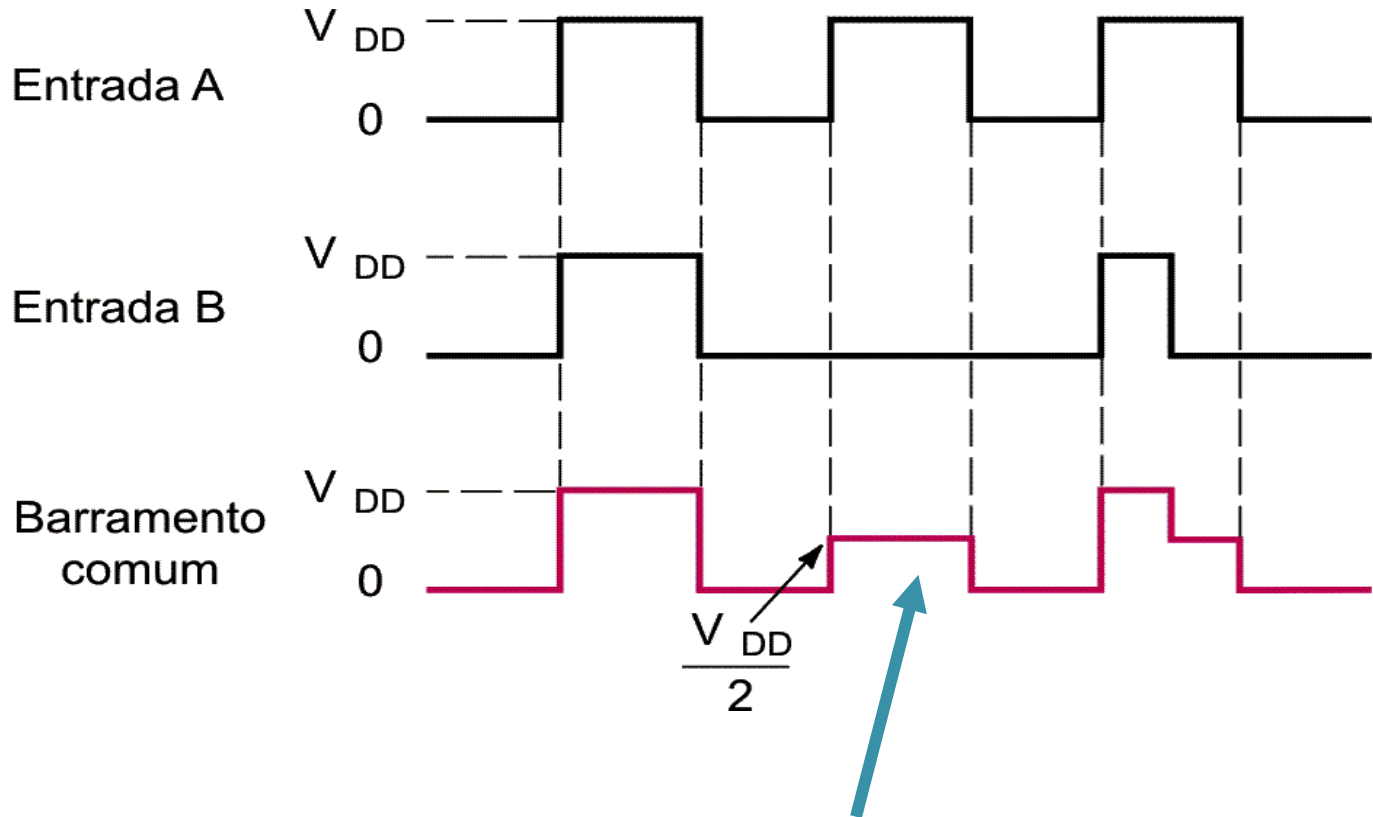 V DD
Entrada A
0
V DD
Entrada B
0
V DD
Barramento
comum
0
V DD
2